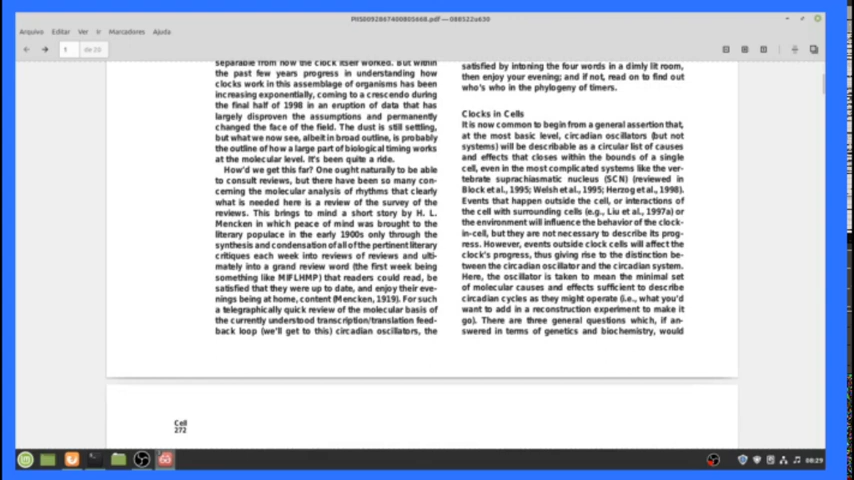 PIIS0092867400805668.pdf — 088522a630
Arquivo Editar Ver Ir Marcadores Ajuda
1 de 20
separable from how the clock itself worked. But within
the past few years progress in understanding how
clocks work in this assemblage of organisms has been
increasing exponentially, coming to a crescendo during
the final half of 1998 in an eruption of data that has
largely disproven the assumptions and permanently
changed the face of the field. The dust is still settling,
but what we now see, albeit in broad outline, is probably
the outline of how a large part of biological timing works
at the molecular level. It's been quite a ride.
How'd we get this far? One ought naturally to be able
to consult reviews, but there have been so many con-
cerning the molecular analysis of rhythms that clearly
what is needed here is a review of the survey of the
reviews. This brings to mind a short story by H. L.
Mencken in which peace of mind was brought to the
literary populace in the early 1900s only through the
synthesis and condensation of all of the pertinent literary
critiques each week into reviews of reviews and ulti-
mately into a grand review word (the first week being
something like MIFLHMP) that readers could read, be
satisfied that they were up to date, and enjoy their eve-
nings being at home, content (Mencken, 1919). For such
a telegraphically quick review of the molecular basis of
the currently understood transcription/translation feed-
back loop (we'll get to this) circadian oscillators, the
satisfied by intoning the four words in a dimly lit room,
then enjoy your evening; and if not, read on to find out
who's who in the phylogeny of timers.
Clocks in Cells
It is now common to begin from a general assertion that,
at the most basic level, circadian oscillators (but not
systems) will be describable as a circular list of causes
and effects that closes within the bounds of a single
cell, even in the most complicated systems like the ver-
tebrate suprachiasmatic nucleus (SCN) (reviewed in
Block et al., 1995; Welsh et al., 1995; Herzog et al., 1998).
Events that happen outside the cell, or interactions of
the cell with surrounding cells (e.g., Liu et al., 1997a) or
the environment will influence the behavior of the clock-
in-cell, but they are not necessary to describe its prog-
ress. However, events outside clock cells will affect the
clock's progress, thus giving rise to the distinction be-
tween the circadian oscillator and the circadian system.
Here, the oscillator is taken to mean the minimal set
of molecular causes and effects sufficient to describe
circadian cycles as they might operate (i.e., what you'd
want to add in a reconstruction experiment to make it
go). There are three general questions which, if an-
swered in terms of genetics and biochemistry, would
Cell
272
08:29